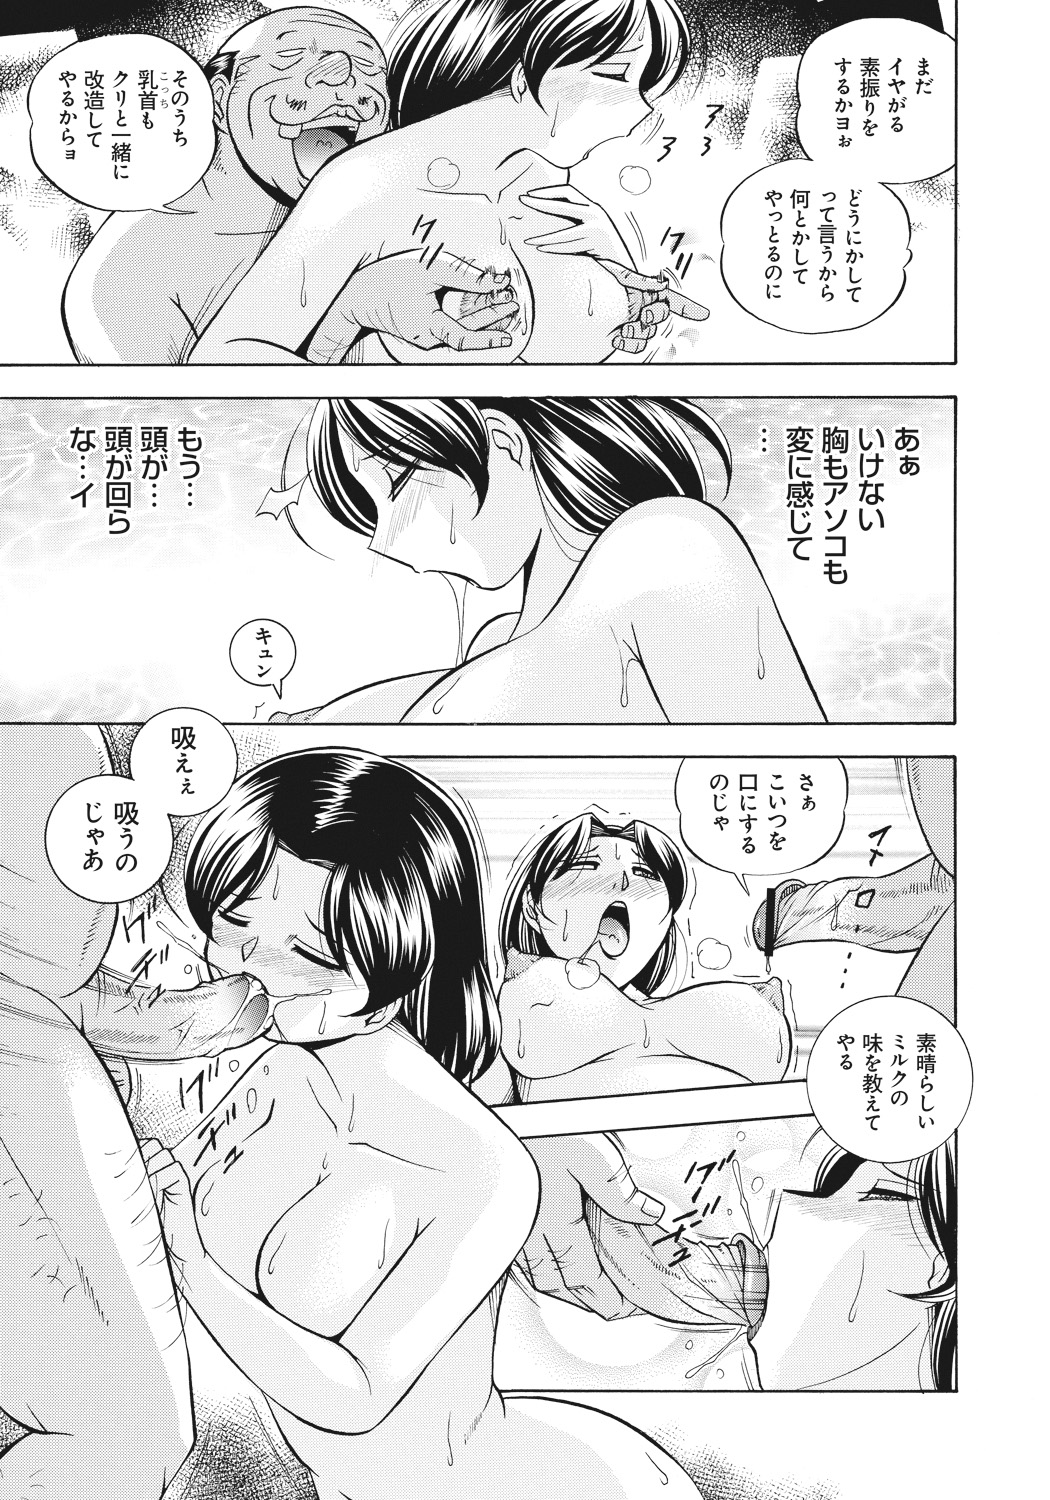 まだ
イヤがる
素振りを
するかヨぉ
どうにかして
って言うから
何とかして
やっとるのに
そのうち
乳首も
こっち
クリと一緒に
改造して
やるからョ
あぁ
いけない
胸もアソコも
変に感じて
…
もう…
頭が…
頭が回ら
な…イ
キュン
さぁ
こいつを
口にする
のじゃ
素晴らしい
ミルクの
味を教えて
やる
吸えぇ
吸うの
じゃあ